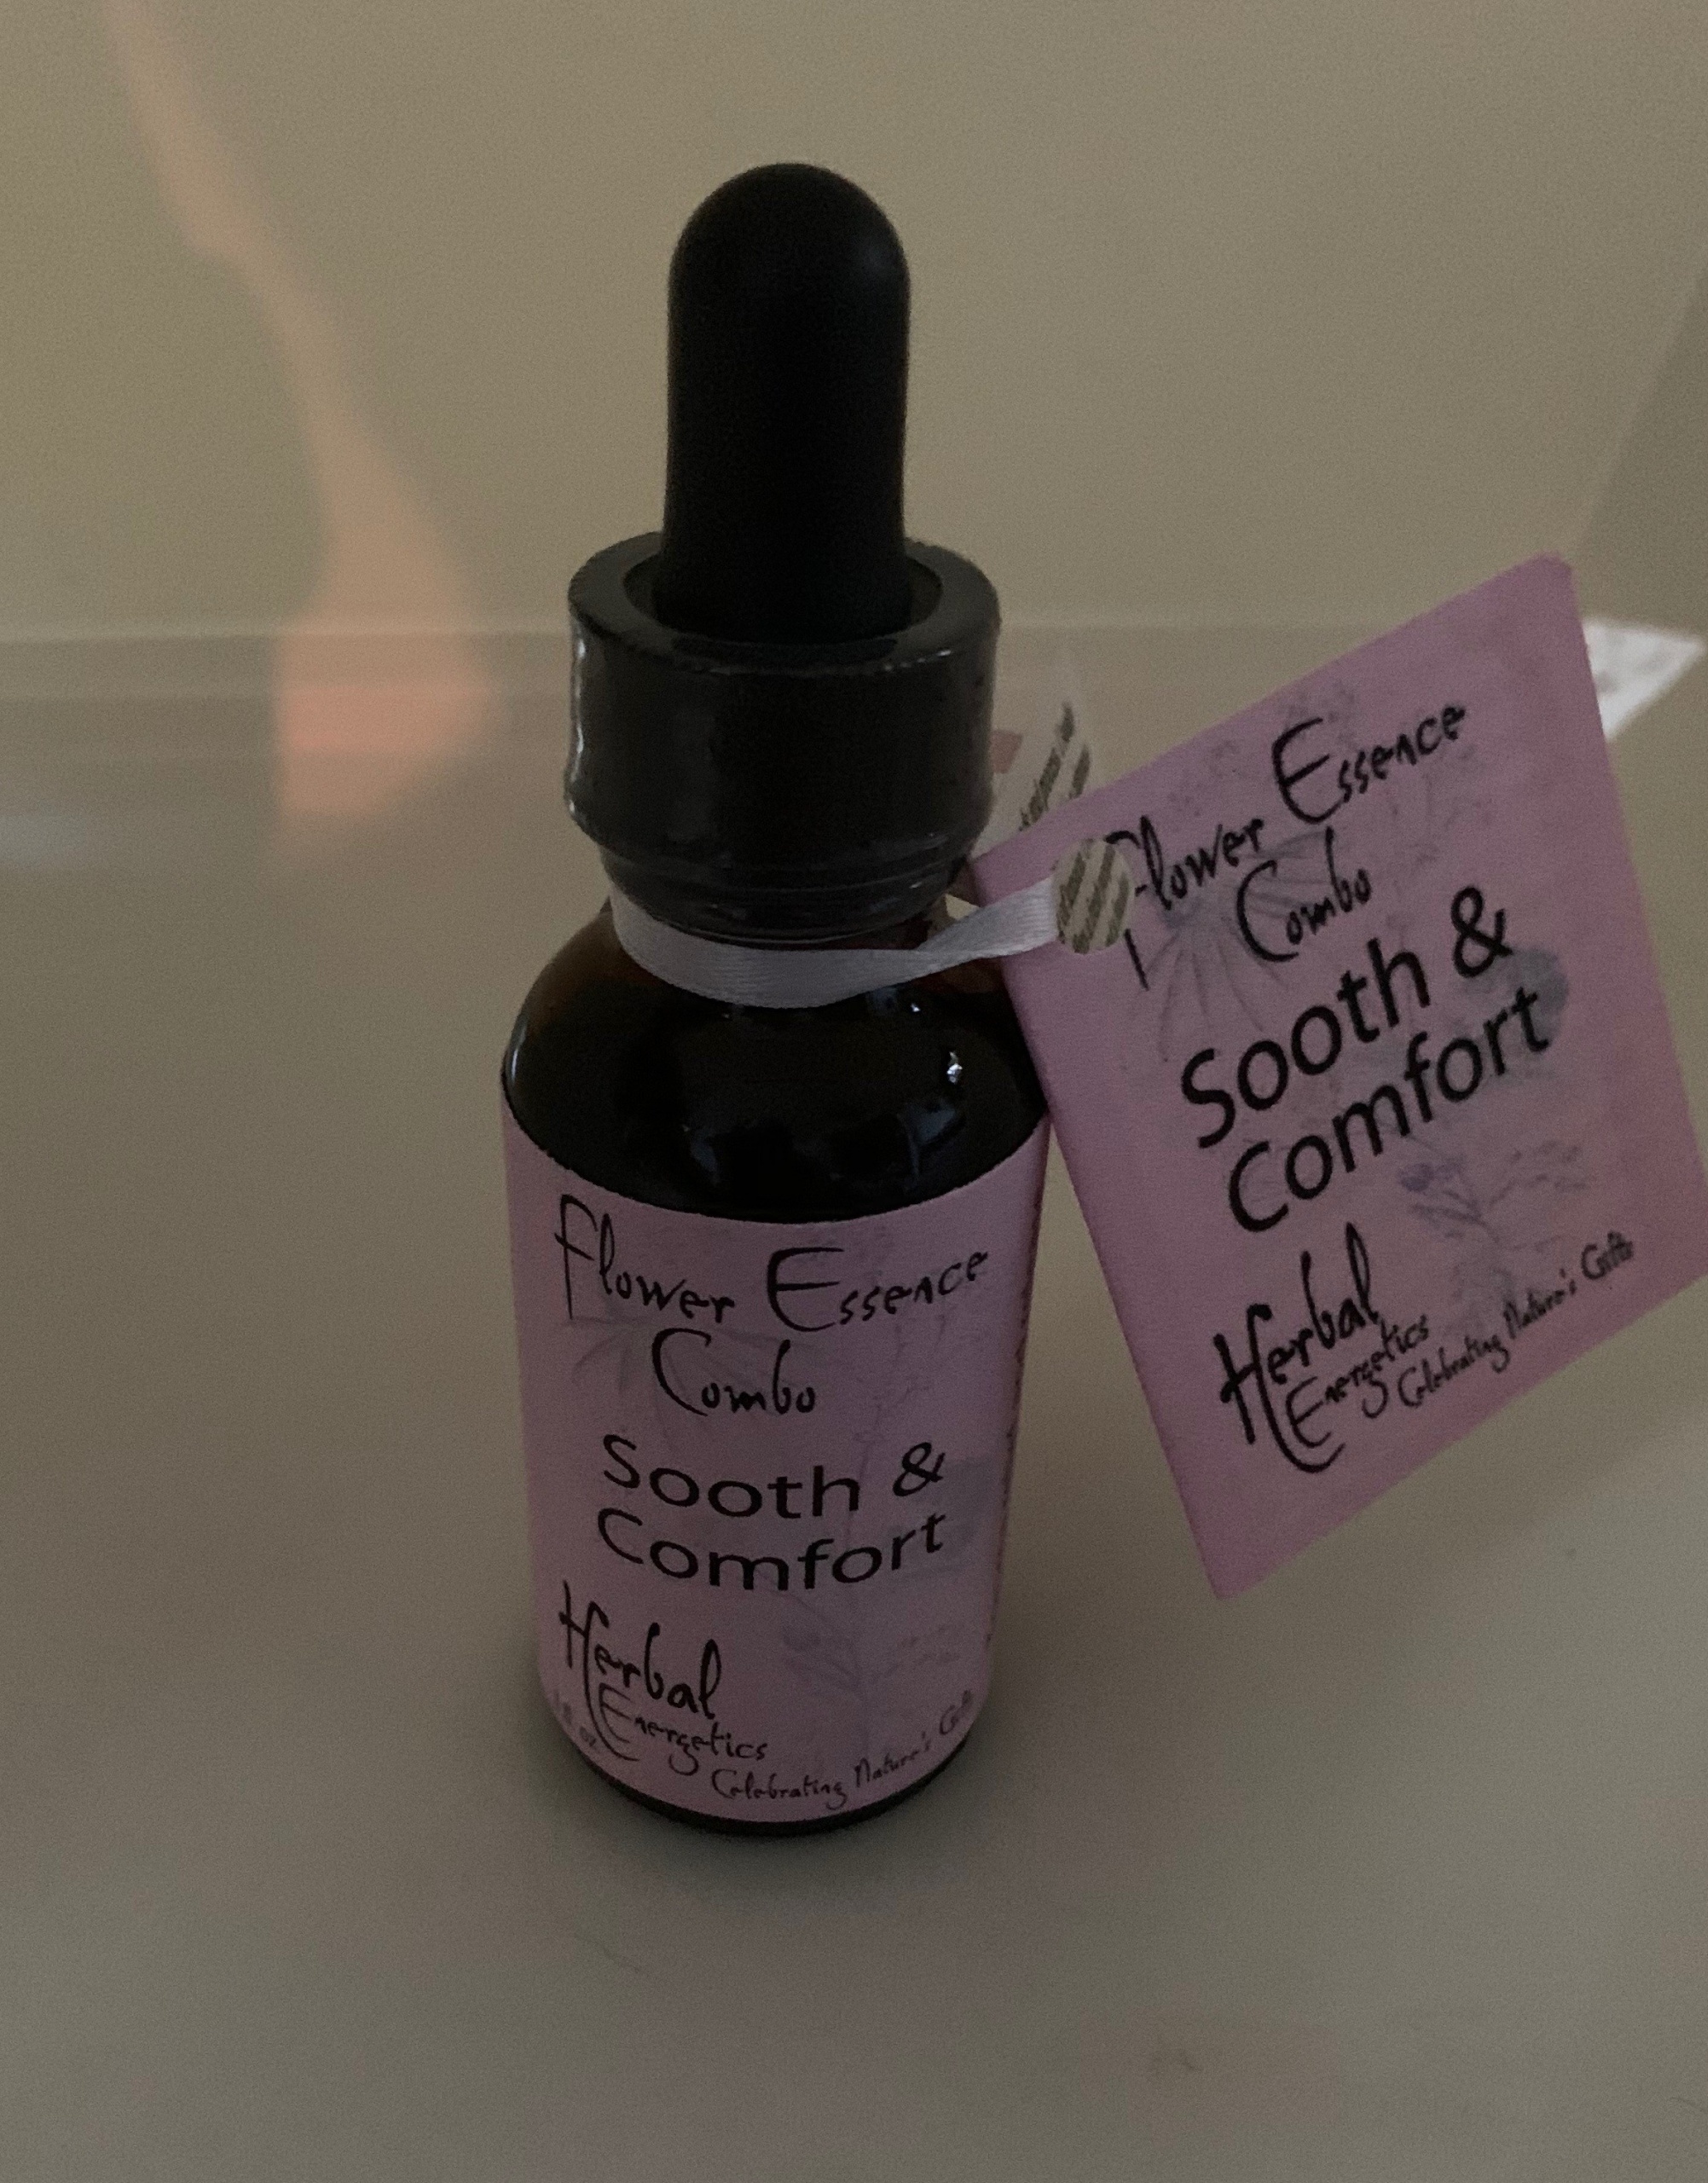 Flower Essence
Combo
Sooth &
Comfort
Herbal
Energetics
Celebrating Nature's Gifts
Flower Essence
Combo
Sooth &
Comfort
Herbal
Energetics
oz
Celebrating Nature's